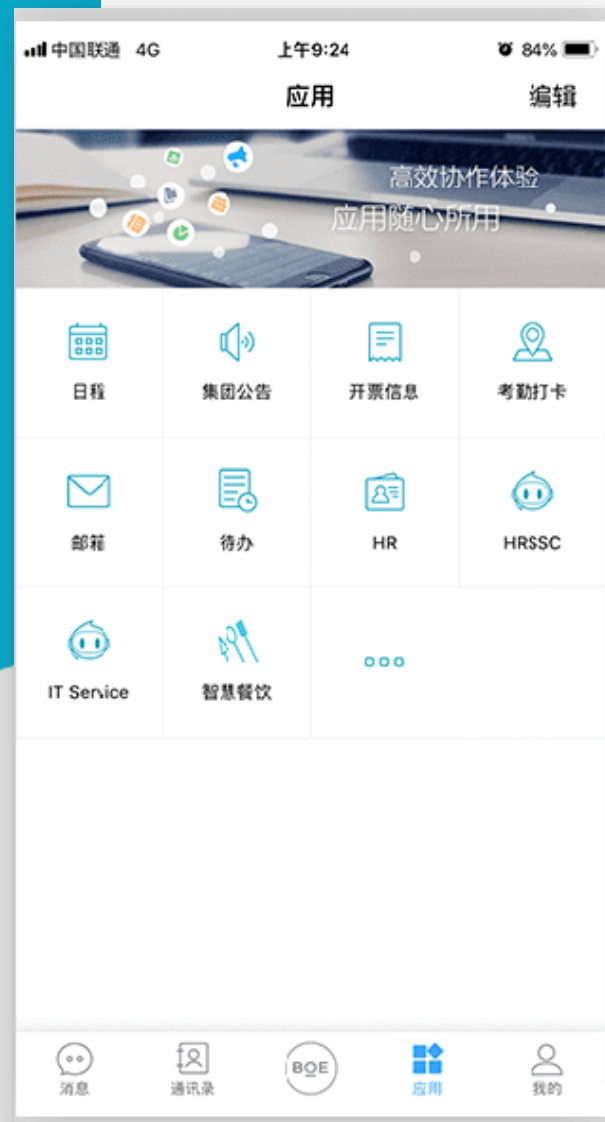 中国联通 4G 上午9:24 84%
应用 编辑
高效协作体验
应用随心所用
日程 集团公告 开票信息 考勤打卡
邮箱 待办 HR HRSSC
IT Service 智慧餐饮
消息 通讯录 BOE 应用 我的